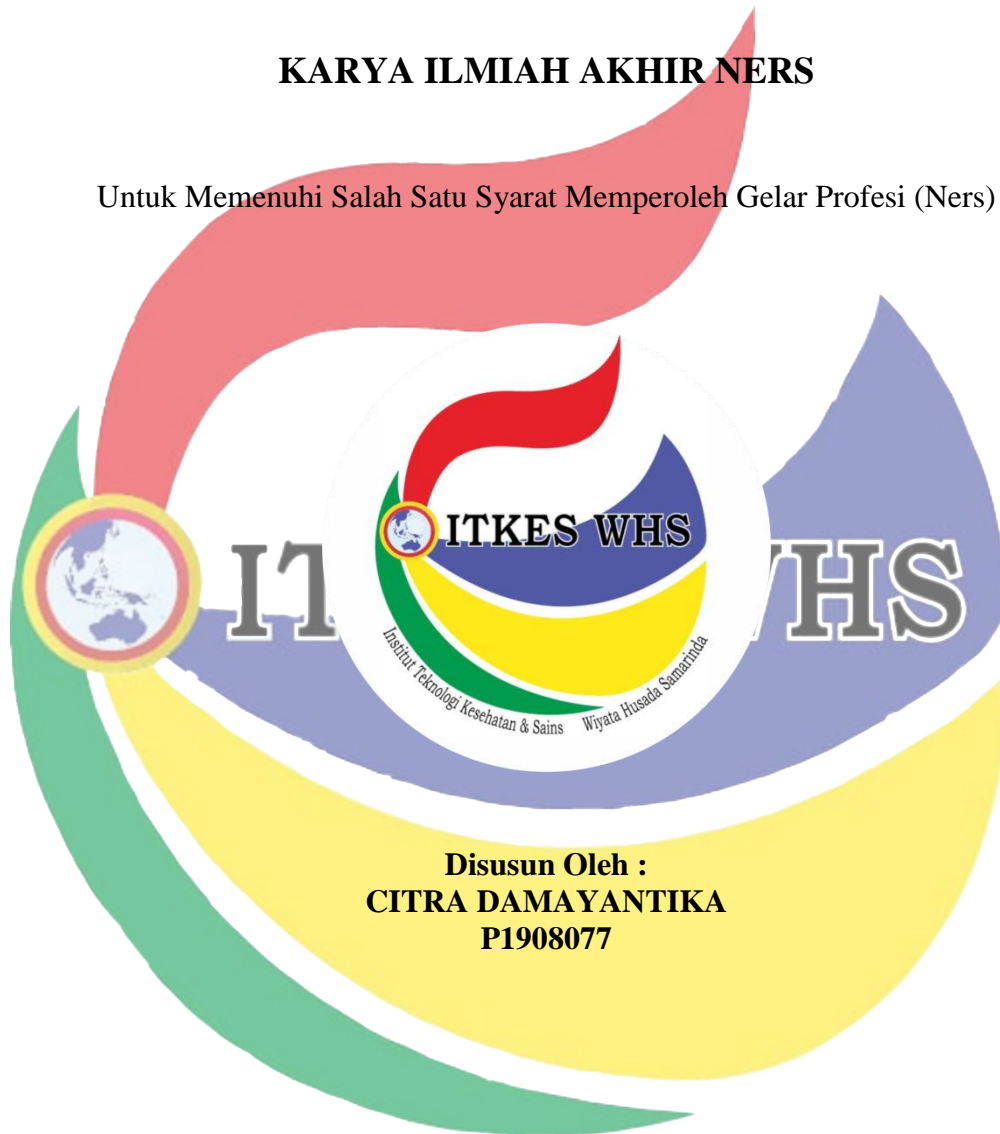 KARYA ILMIAH AKHIR NERS
Untuk Memenuhi Salah Satu Syarat Memperoleh Gelar Profesi (Ners)
ITKES WHS
Institut Teknologi Kesehatan & Sains Wiyata Husada Samarinda
Disusun Oleh :
CITRA DAMAYANTIKA
P1908077